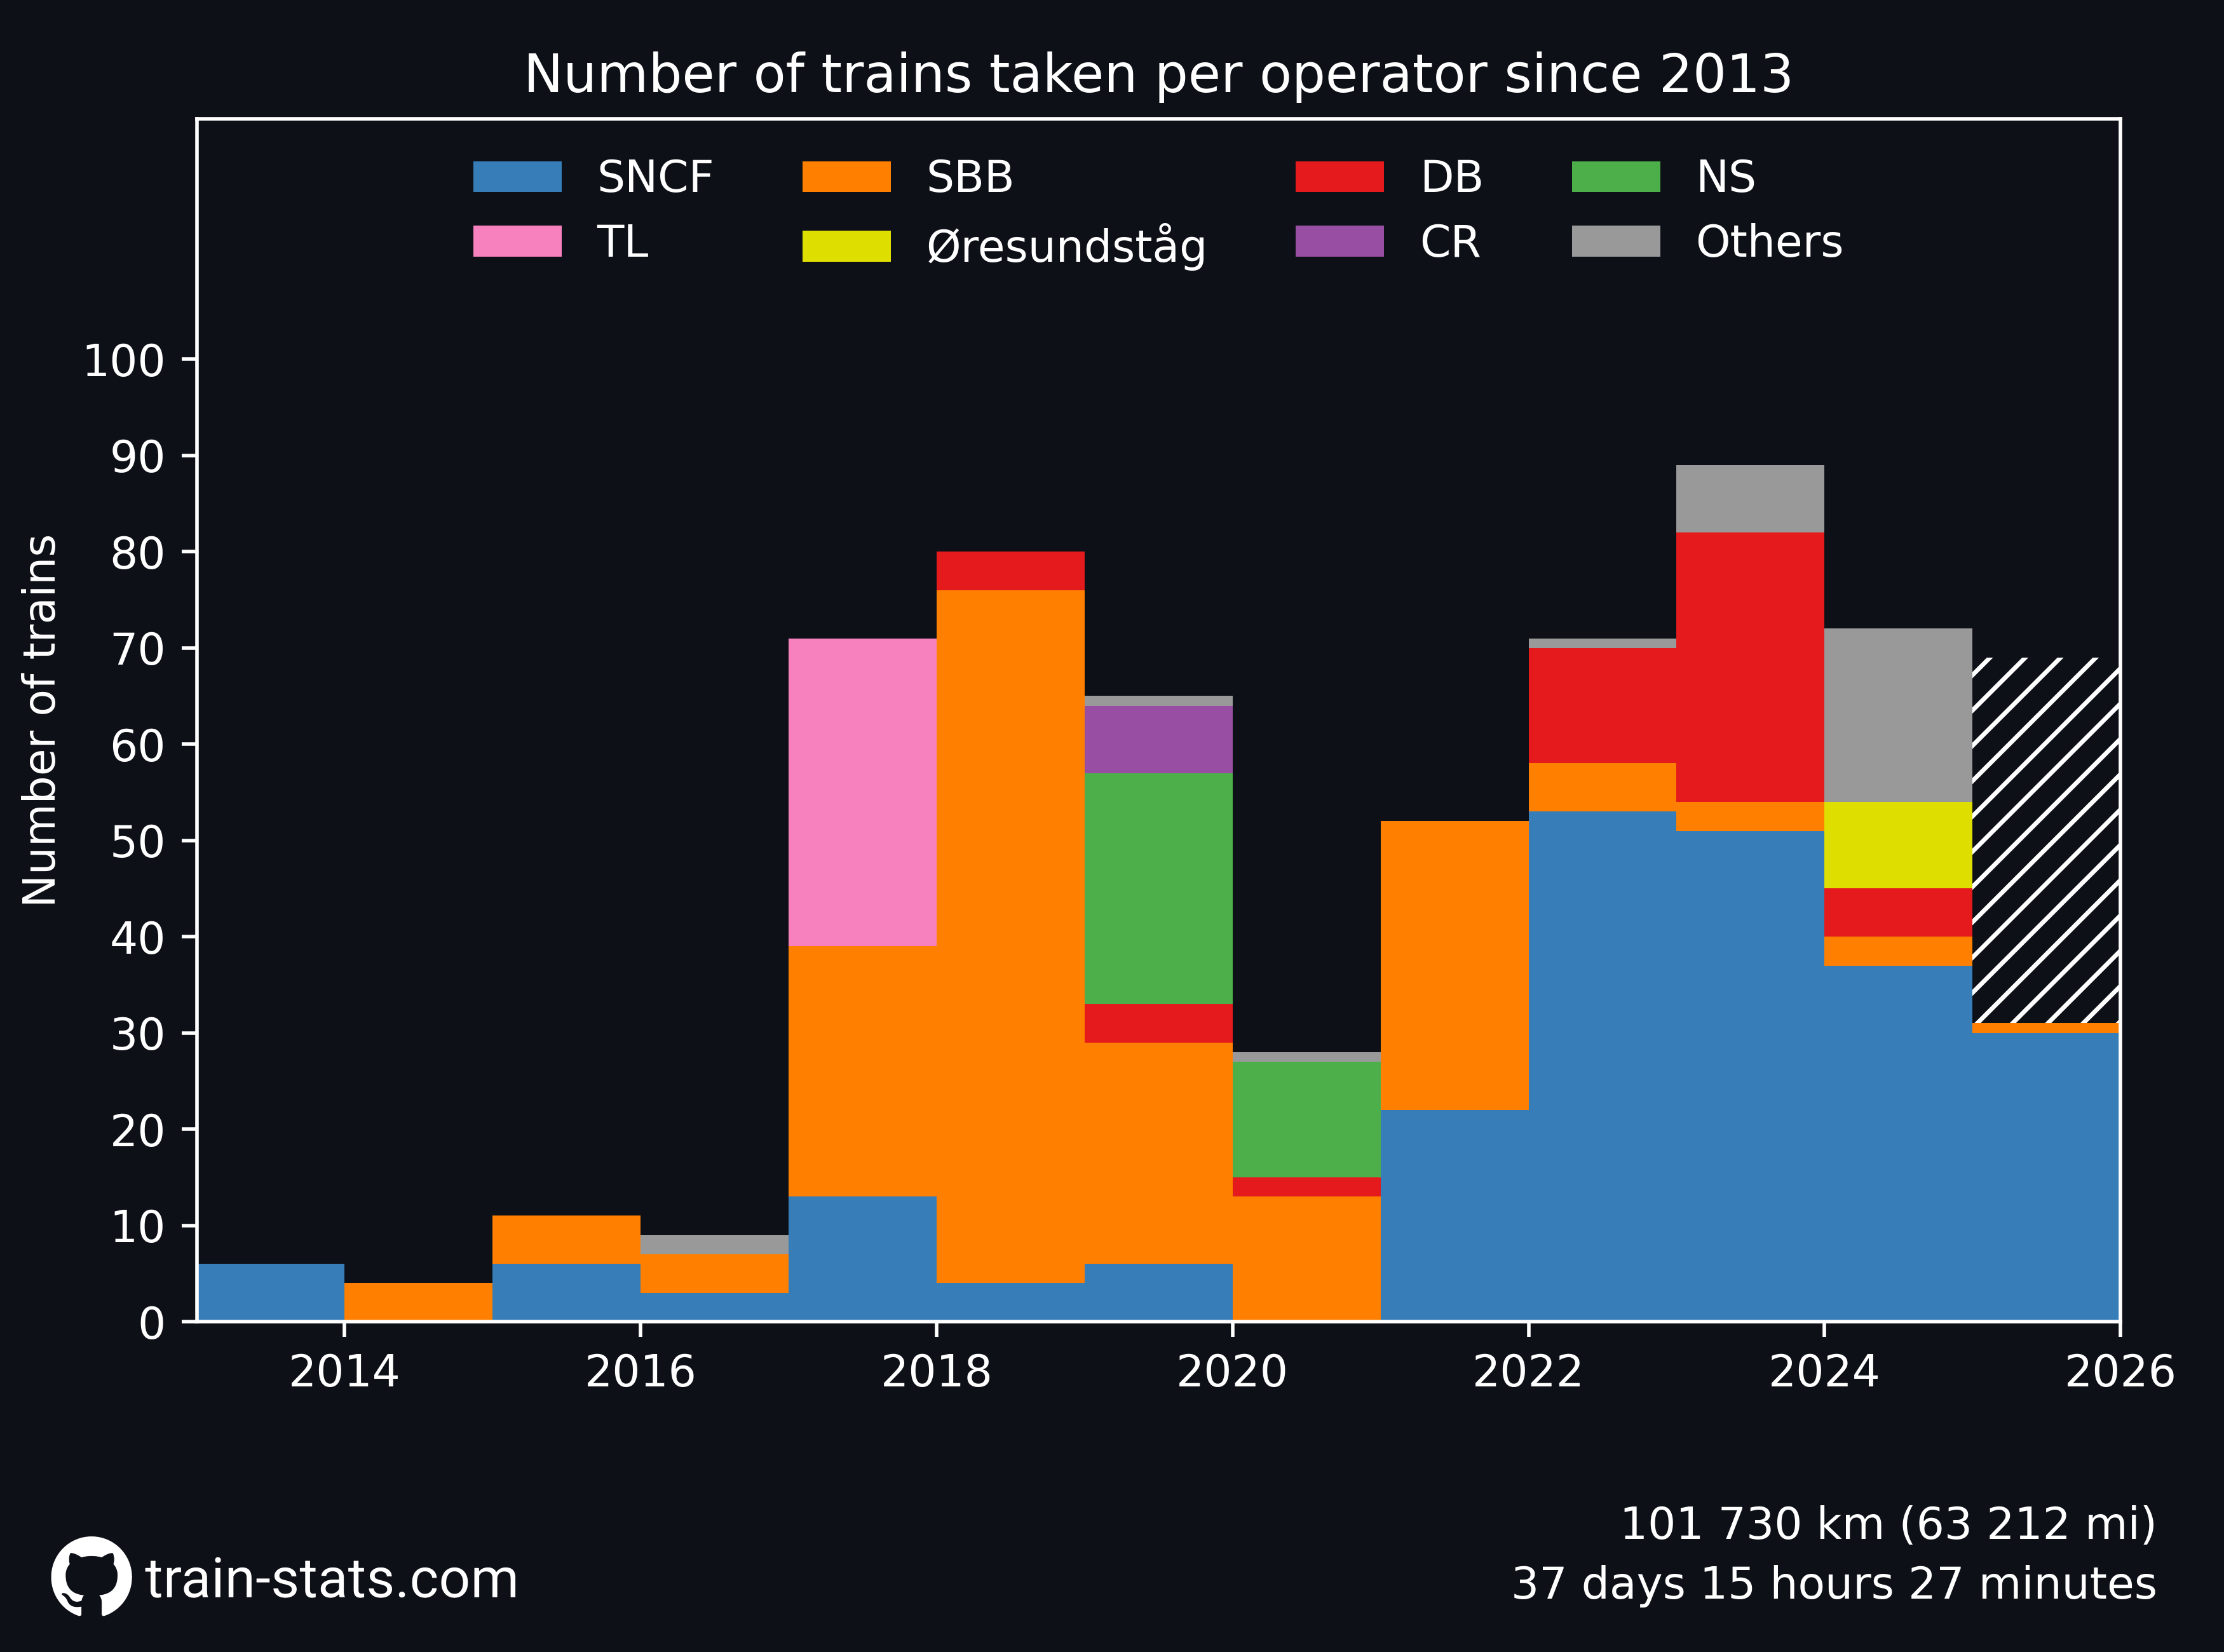 Number of trains taken per operator since 2013
SNCF SBB DB NS
TL Øresundståg CR Others
Number of trains
100
90
80
70
60
50
40
30
20
10
0
2014 2016 2018 2020 2022 2024 2026
101 730 km (63 212 mi)
37 days 15 hours 27 minutes
train-stats.com